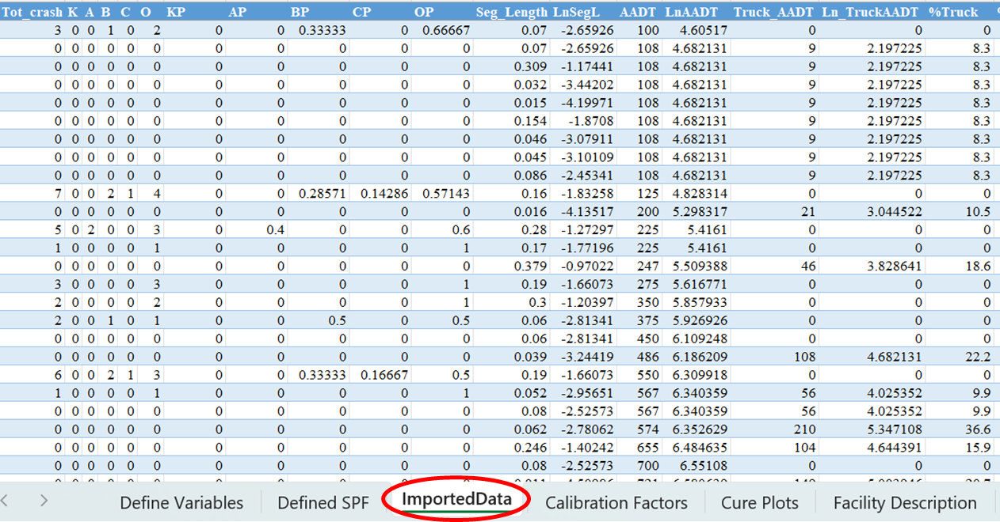 Tot_crash K A B C O KP AP BP CP OP Seg_Length LnSegL AADT LnAADT Truck_AADT Ln_TruckAADT %Truck
3 0 0 1 0 2 0 0 0.33333 0 0.66667 0.07 -2.65926 100 4.60517 0 0 0
0 0 0 0 0 0 0 0 0 0 0 0.07 -2.65926 108 4.682131 9 2.197225 8.3
0 0 0 0 0 0 0 0 0 0 0 0.309 -1.17441 108 4.682131 9 2.197225 8.3
0 0 0 0 0 0 0 0 0 0 0 0.032 -3.44202 108 4.682131 9 2.197225 8.3
0 0 0 0 0 0 0 0 0 0 0 0.015 -4.19971 108 4.682131 9 2.197225 8.3
0 0 0 0 0 0 0 0 0 0 0 0.154 -1.8708 108 4.682131 9 2.197225 8.3
0 0 0 0 0 0 0 0 0 0 0 0.046 -3.07911 108 4.682131 9 2.197225 8.3
0 0 0 0 0 0 0 0 0 0 0 0.045 -3.10109 108 4.682131 9 2.197225 8.3
0 0 0 0 0 0 0 0 0 0 0 0.086 -2.45341 108 4.682131 9 2.197225 8.3
7 0 0 2 1 4 0 0 0.28571 0.14286 0.57143 0.16 -1.83258 125 4.828314 0 0 0
0 0 0 0 0 0 0 0 0 0 0 0.016 -4.13517 200 5.298317 21 3.044522 10.5
5 0 2 0 0 3 0 0.4 0 0 0.6 0.28 -1.27297 225 5.4161 0 0 0
1 0 0 0 0 1 0 0 0 0 1 0.17 -1.77196 225 5.4161 0 0 0
0 0 0 0 0 0 0 0 0 0 0 0.379 -0.97022 247 5.509388 46 3.828641 18.6
3 0 0 0 0 3 0 0 0 0 1 0.19 -1.66073 275 5.616771 0 0 0
2 0 0 0 0 2 0 0 0 0 1 0.3 -1.20397 350 5.857933 0 0 0
2 0 0 1 0 1 0 0 0.5 0 0.5 0.06 -2.81341 375 5.926926 0 0 0
0 0 0 0 0 0 0 0 0 0 0 0.06 -2.81341 450 6.109248 0 0 0
0 0 0 0 0 0 0 0 0 0 0 0.039 -3.24419 486 6.186209 108 4.682131 22.2
6 0 0 2 1 3 0 0 0.33333 0.16667 0.5 0.19 -1.66073 550 6.309918 0 0 0
1 0 0 0 0 1 0 0 0 0 1 0.052 -2.95651 567 6.340359 56 4.025352 9.9
0 0 0 0 0 0 0 0 0 0 0 0.08 -2.52573 567 6.340359 56 4.025352 9.9
0 0 0 0 0 0 0 0 0 0 0 0.062 -2.78062 574 6.352629 210 5.347108 36.6
0 0 0 0 0 0 0 0 0 0 0 0.246 -1.40242 655 6.484635 104 4.644391 15.9
0 0 0 0 0 0 0 0 0 0 0 0.08 -2.52573 700 6.55108 0 0 0
Define Variables Defined SPF ImportedData Calibration Factors Cure Plots Facility Description